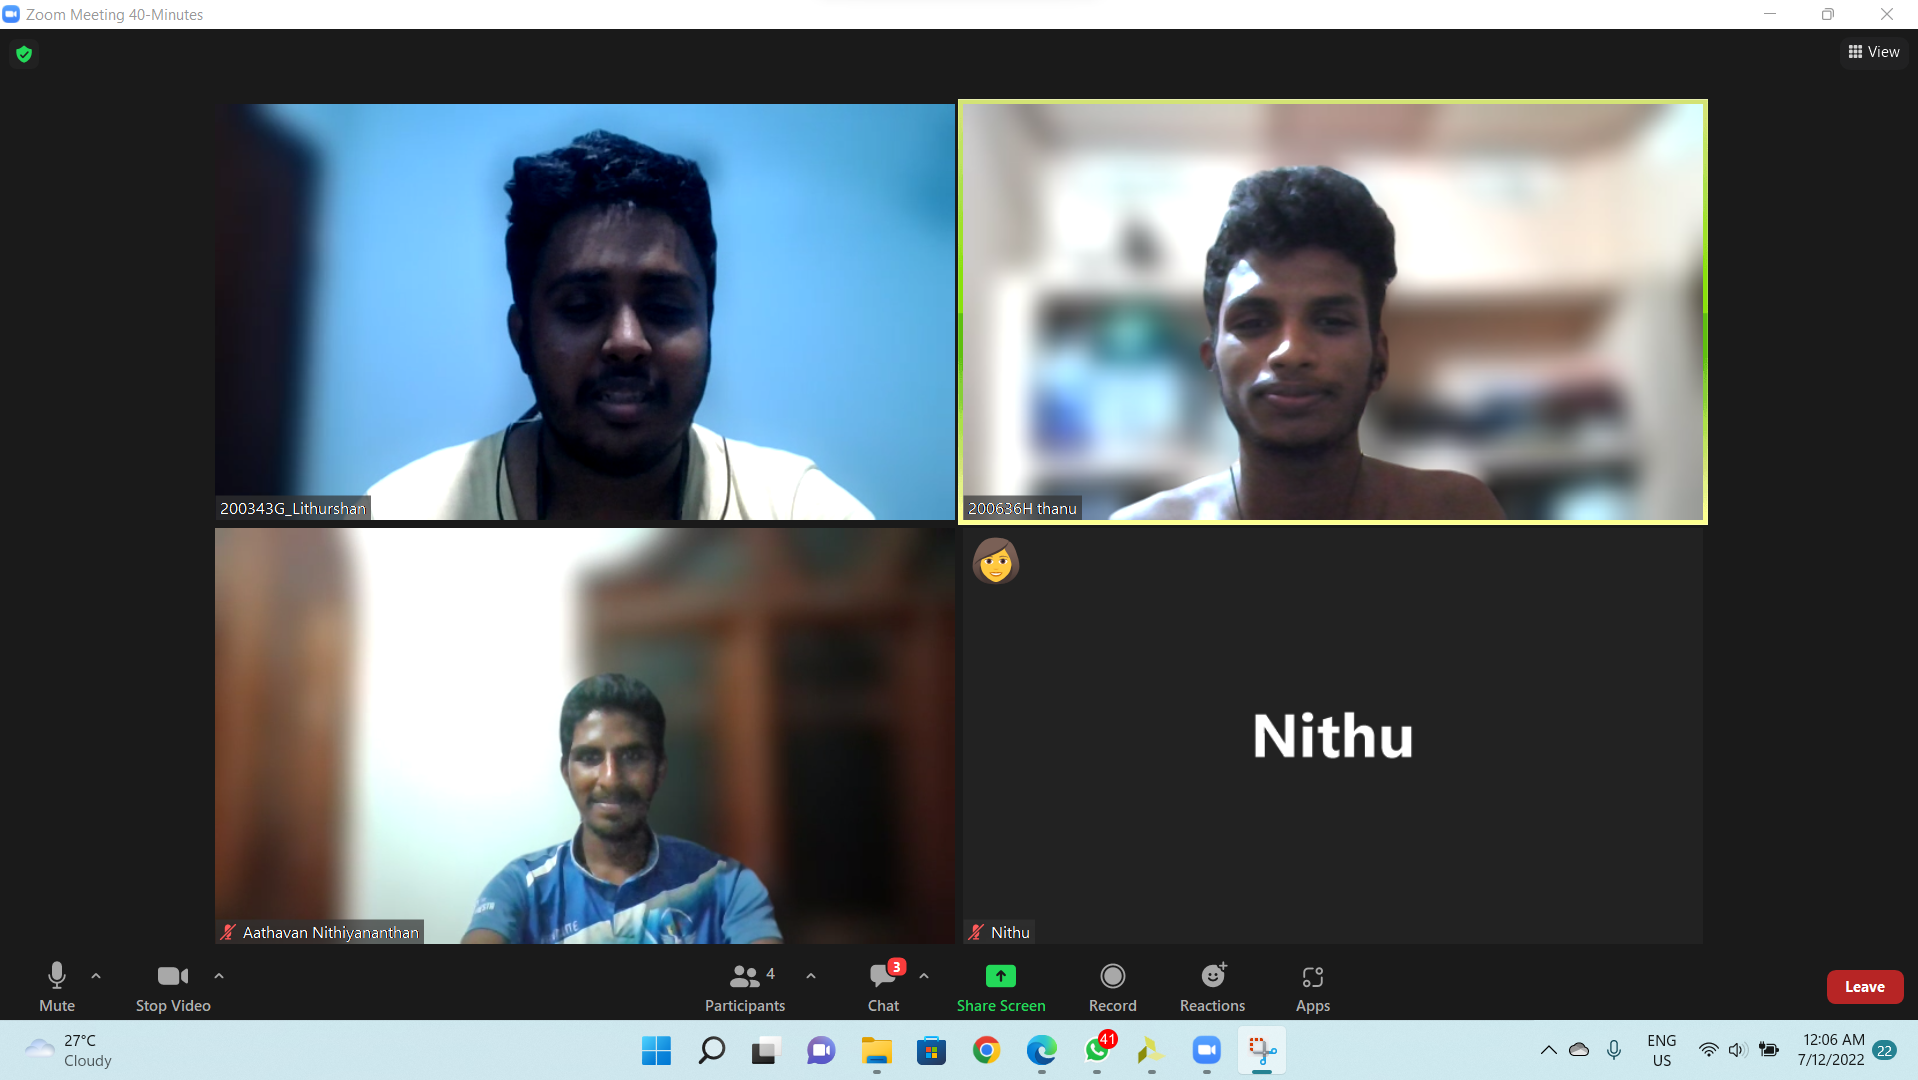 Zoom Meeting 40-Minutes
View
200343G_Lithurshan
200636H thanu
Nithu
Aathavan Nithiyananthan
Nithu
Mute
Stop Video
4
Participants
3
Chat
Share Screen
Record
Reactions
Apps
Leave
27°C
Cloudy
41
ENG
US
12:06 AM
7/12/2022
22